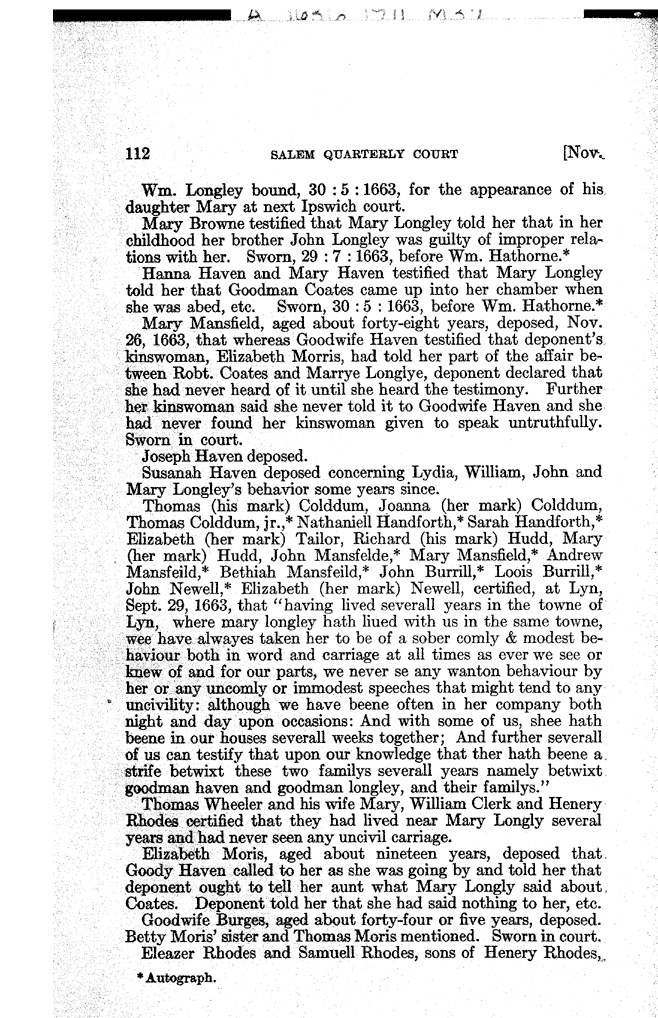 A 1656 1911 M54
112 SALEM QUARTERLY COURT [Nov.
Wm. Longley bound, 30 : 5 : 1663, for the appearance of his
daughter Mary at next Ipswich court.
Mary Browne testified that Mary Longley told her that in her
childhood her brother John Longley was guilty of improper rela-
tions with her. Sworn, 29 : 7 : 1663, before Wm. Hathorne.*
Hanna Haven and Mary Haven testified that Mary Longley
told her that Goodman Coates came up into her chamber when
she was abed, etc. Sworn, 30 : 5 : 1663, before Wm. Hathorne.*
Mary Mansfield, aged about forty-eight years, deposed, Nov.
26, 1663, that whereas Goodwife Haven testified that deponent's
kinswoman, Elizabeth Morris, had told her part of the affair be-
tween Robt. Coates and Marrye Longlye, deponent declared that
she had never heard of it until she heard the testimony. Further
her kinswoman said she never told it to Goodwife Haven and she
had never found her kinswoman given to speak untruthfully.
Sworn in court.
Joseph Haven deposed.
Susanah Haven deposed concerning Lydia, William, John and
Mary Longley's behavior some years since.
Thomas (his mark) Colddum, Joanna (her mark) Colddum,
Thomas Colddum, jr.,* Nathaniell Handforth,* Sarah Handforth,*
Elizabeth (her mark) Tailor, Richard (his mark) Hudd, Mary
(her mark) Hudd, John Mansfelde,* Mary Mansfield,* Andrew
Mansfeild,* Bethiah Mansfeild,* John Burrill,* Loois Burrill,*
John Newell,* Elizabeth (her mark) Newell, certified, at Lyn,
Sept. 29, 1663, that "having lived severall years in the towne of
Lyn, where mary longley hath liued with us in the same towne,
wee have alwayes taken her to be of a sober comly & modest be-
haviour both in word and carriage at all times as ever we see or
knew of and for our parts, we never se any wanton behaviour by
her or any uncomly or immodest speeches that might tend to any
uncivility: although we have beene often in her company both
night and day upon occasions: And with some of us, shee hath
beene in our houses severall weeks together; And further severall
of us can testify that upon our knowledge that ther hath beene a
strife betwixt these two familys severall years namely betwixt
goodman haven and goodman longley, and their familys."
Thomas Wheeler and his wife Mary, William Clerk and Henery
Rhodes certified that they had lived near Mary Longly several
years and had never seen any uncivil carriage.
Elizabeth Moris, aged about nineteen years, deposed that
Goody Haven called to her as she was going by and told her that
deponent ought to tell her aunt what Mary Longly said about
Coates. Deponent told her that she had said nothing to her, etc.
Goodwife Burges, aged about forty-four or five years, deposed.
Betty Moris' sister and Thomas Moris mentioned. Sworn in court.
Eleazer Rhodes and Samuell Rhodes, sons of Henery Rhodes,
*Autograph.